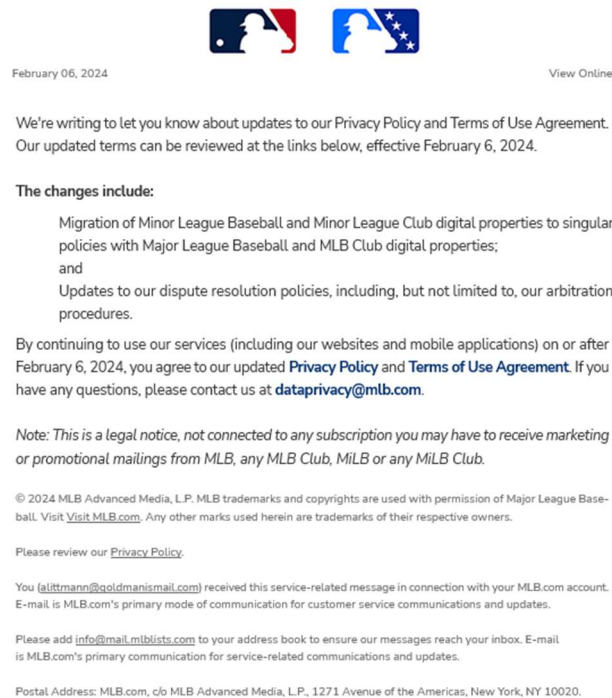 February 06, 2024 View Online
We're writing to let you know about updates to our Privacy Policy and Terms of Use Agreement.
Our updated terms can be reviewed at the links below, effective February 6, 2024.
The changes include:
Migration of Minor League Baseball and Minor League Club digital properties to singular
policies with Major League Baseball and MLB Club digital properties;
and
Updates to our dispute resolution policies, including, but not limited to, our arbitration
procedures.
By continuing to use our services (including our websites and mobile applications) on or after
February 6, 2024, you agree to our updated Privacy Policy and Terms of Use Agreement. If you
have any questions, please contact us at dataprivacy@mlb.com.
Note: This is a legal notice, not connected to any subscription you may have to receive marketing
or promotional mailings from MLB, any MLB Club, MiLB or any MiLB Club.
© 2024 MLB Advanced Media, L.P. MLB trademarks and copyrights are used with permission of Major League Base-
ball. Visit Visit MLB.com. Any other marks used herein are trademarks of their respective owners.
Please review our Privacy Policy.
You (alittmann@goldmanismail.com) received this service-related message in connection with your MLB.com account.
E-mail is MLB.com's primary mode of communication for customer service communications and updates.
Please add info@mail.mlblists.com to your address book to ensure our messages reach your inbox. E-mail
is MLB.com's primary communication for service-related communications and updates.
Postal Address: MLB.com, c/o MLB Advanced Media, L.P., 1271 Avenue of the Americas, New York, NY 10020.